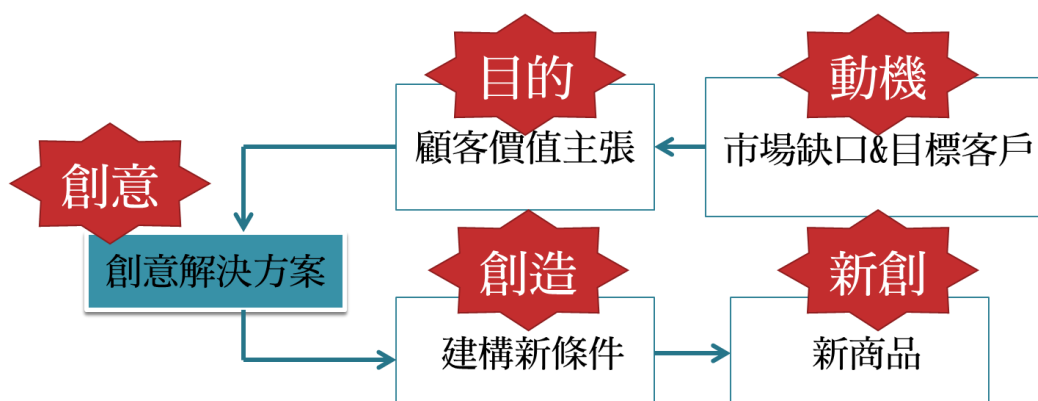 目的
動機
顧客價值主張
市場缺口&目標客戶
創意
創意解決方案
創造
新創
建構新條件
新商品